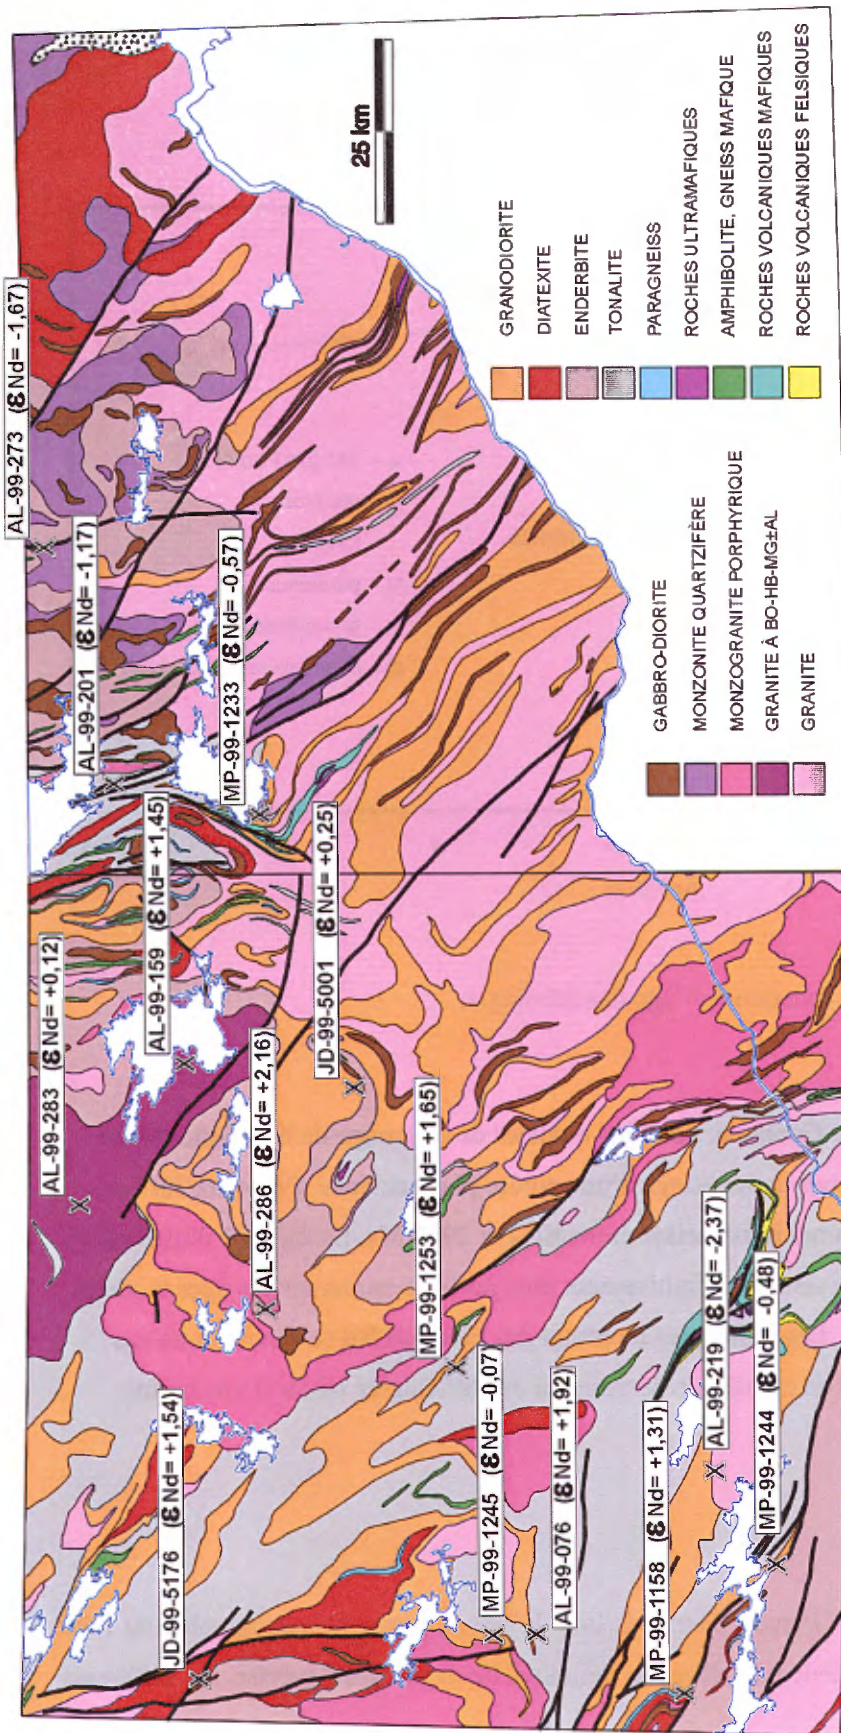 AL-99-273 (εNd= -1,67)
AL-99-201 (εNd= -1,17)
MP-99-1233 (εNd= -0,57)
AL-99-283 (εNd= +0,12)
AL-99-159 (εNd= +1,45)
JD-99-5001 (εNd= +0,25)
AL-99-286 (εNd= +2,16)
MP-99-1253 (εNd= +1,65)
JD-99-5176 (εNd= +1,54)
MP-99-1245 (εNd= -0,07)
AL-99-076 (εNd= +1,92)
MP-99-1158 (εNd= +1,31)
AL-99-219 (εNd= -2,37)
MP-99-1244 (εNd= -0,48)
25 km
GABBRO-DIORITE
MONZONITE QUARTZIFÈRE
MONZOGRANITE PORPHYRIQUE
GRANITE À BO-HB-MG±AL
GRANITE
GRANODIORITE
DIATEXITE
ENDERBITE
TONALITE
PARAGNEISS
ROCHES ULTRAMAFIQUES
AMPHIBOLITE, GNEISS MAFIQUE
ROCHES VOLCANIQUES MAFIQUES
ROCHES VOLCANIQUES FELSIQUES